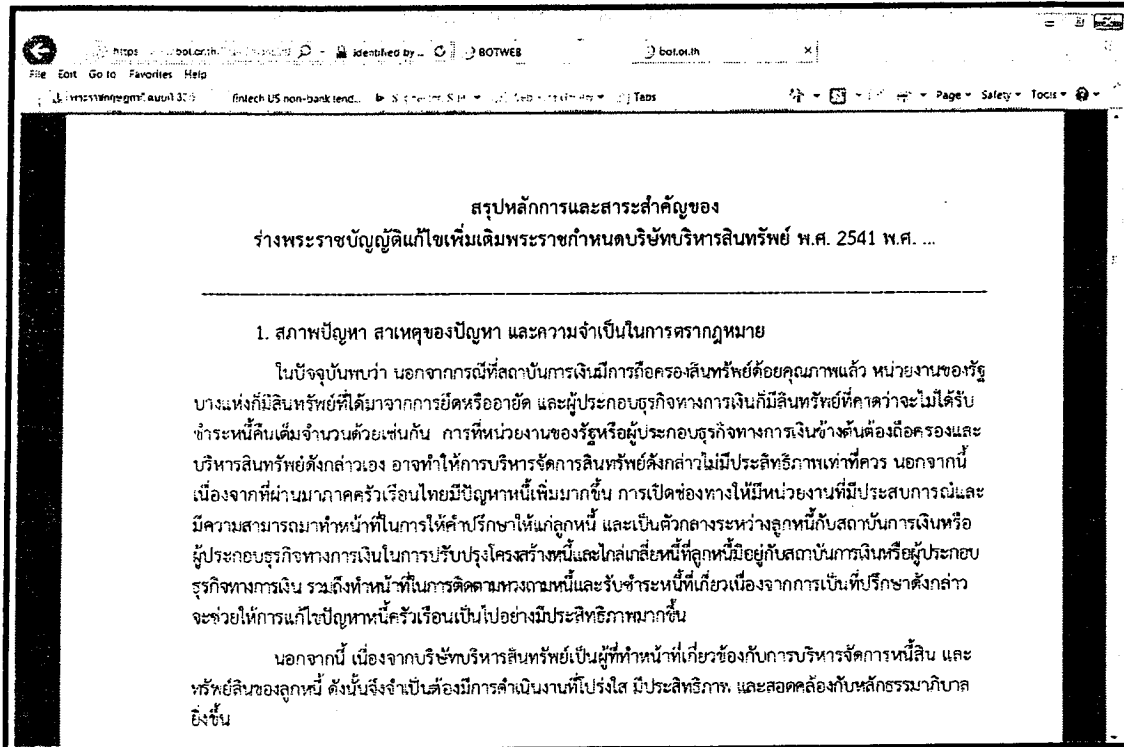 https bot.or.th identified by ... BOTWEB bot.or.th
File Edit Go to Favorites Help
fintech US non-bank lend... Page Safety Tools
สรุปหลักการและสาระสำคัญของ
ร่างพระราชบัญญัติแก้ไขเพิ่มเติมพระราชกำหนดบริษัทบริหารสินทรัพย์ พ.ศ. 2541 พ.ศ. ...
1. สภาพปัญหา สาเหตุของปัญหา และความจำเป็นในการตรากฎหมาย
ในปัจจุบันพบว่า นอกจากกรณีที่สถาบันการเงินมีการถือครองสินทรัพย์ด้อยคุณภาพแล้ว หน่วยงานของรัฐ
บางแห่งก็มีสินทรัพย์ที่ได้มาจากการยึดหรืออายัด และผู้ประกอบธุรกิจทางการเงินก็มีสินทรัพย์ที่คาดว่าจะไม่ได้รับ
ชำระหนี้คืนเต็มจำนวนด้วยเช่นกัน การที่หน่วยงานของรัฐหรือผู้ประกอบธุรกิจทางการเงินข้างต้นต้องถือครองและ
บริหารสินทรัพย์ดังกล่าวเอง อาจทำให้การบริหารจัดการสินทรัพย์ดังกล่าวไม่มีประสิทธิภาพเท่าที่ควร นอกจากนี้
เนื่องจากที่ผ่านมาภาคครัวเรือนไทยมีปัญหาหนี้เพิ่มมากขึ้น การเปิดช่องทางให้มีหน่วยงานที่มีประสบการณ์และ
มีความสามารถมาทำหน้าที่ในการให้คำปรึกษาให้แก่ลูกหนี้ และเป็นตัวกลางระหว่างลูกหนี้กับสถาบันการเงินหรือ
ผู้ประกอบธุรกิจทางการเงินในการปรับปรุงโครงสร้างหนี้และไกล่เกลี่ยหนี้ที่ลูกหนี้มีอยู่กับสถาบันการเงินหรือผู้ประกอบ
ธุรกิจทางการเงิน รวมถึงทำหน้าที่ในการติดตามทวงถามหนี้และรับชำระหนี้ที่เกี่ยวเนื่องจากการเป็นที่ปรึกษาดังกล่าว
จะช่วยให้การแก้ไขปัญหาหนี้ครัวเรือนเป็นไปอย่างมีประสิทธิภาพมากขึ้น
นอกจากนี้ เนื่องจากบริษัทบริหารสินทรัพย์เป็นผู้ที่ทำหน้าที่เกี่ยวข้องกับการบริหารจัดการหนี้สิน และ
ทรัพย์สินของลูกหนี้ ดังนั้นจึงจำเป็นต้องมีการดำเนินงานที่โปร่งใส มีประสิทธิภาพ และสอดคล้องกับหลักธรรมาภิบาล
ยิ่งขึ้น